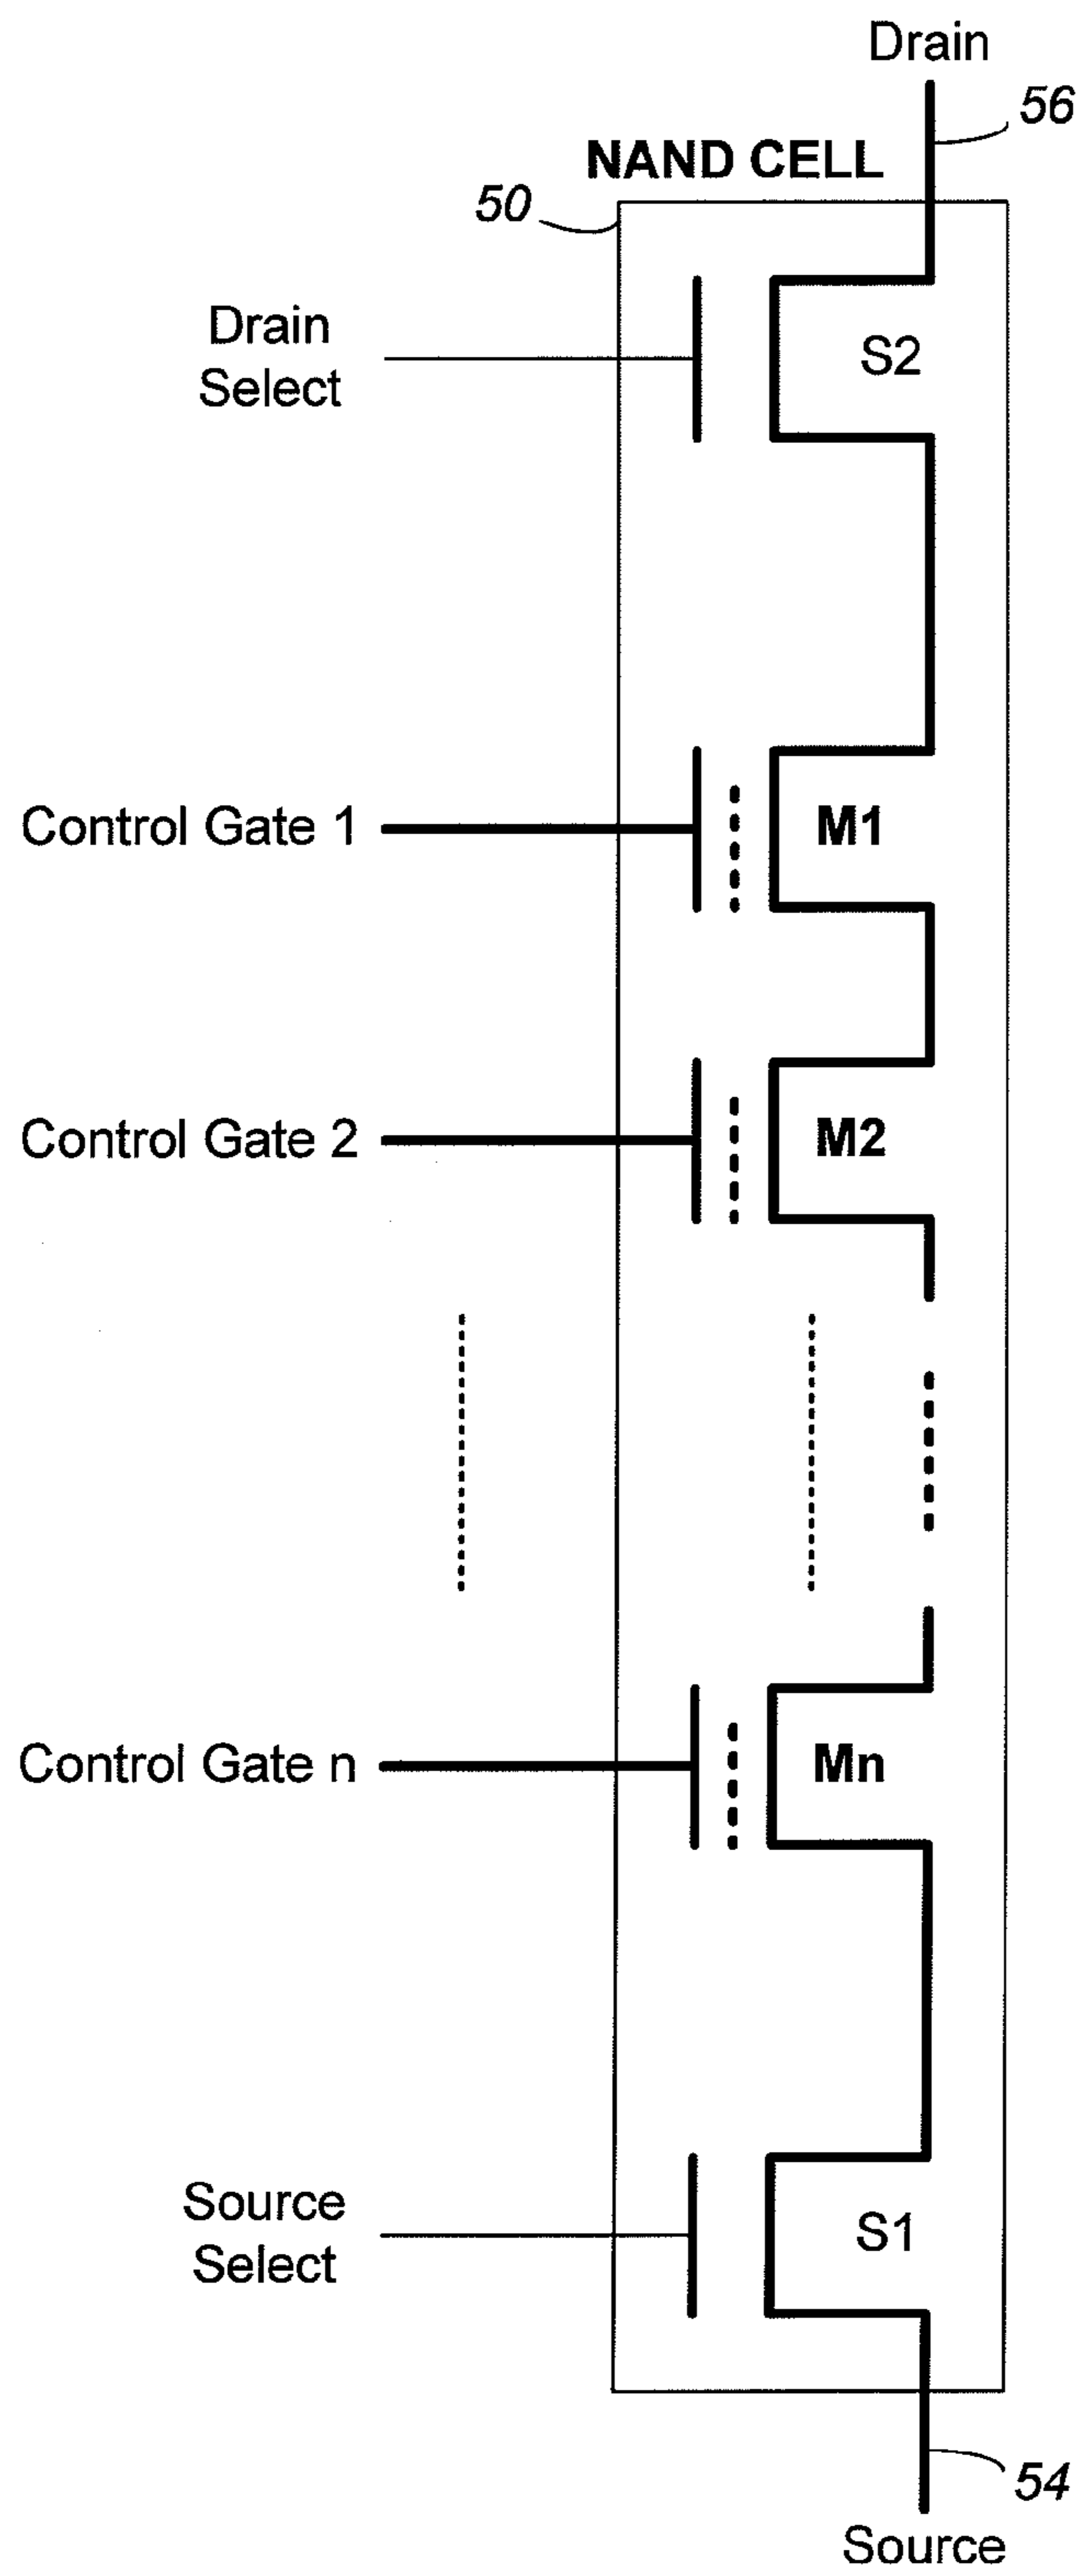 Drain
56
NAND CELL
50
Drain
Select
S2
Control Gate 1
M1
Control Gate 2
M2
Control Gate n
Mn
Source
Select
S1
54
Source